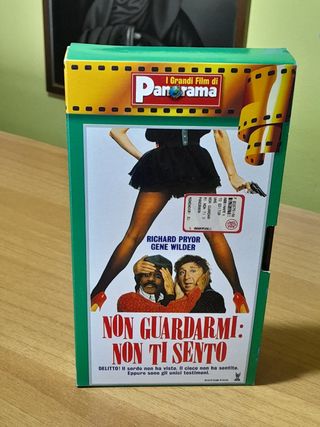 I Grandi Film di
Panorama
RICHARD PRYOR
GENE WILDER
NON GUARDARMI:
NON TI SENTO
DELITTO! Il sordo non ha visto. Il cieco non ha sentito.
Eppure sono gli unici testimoni.